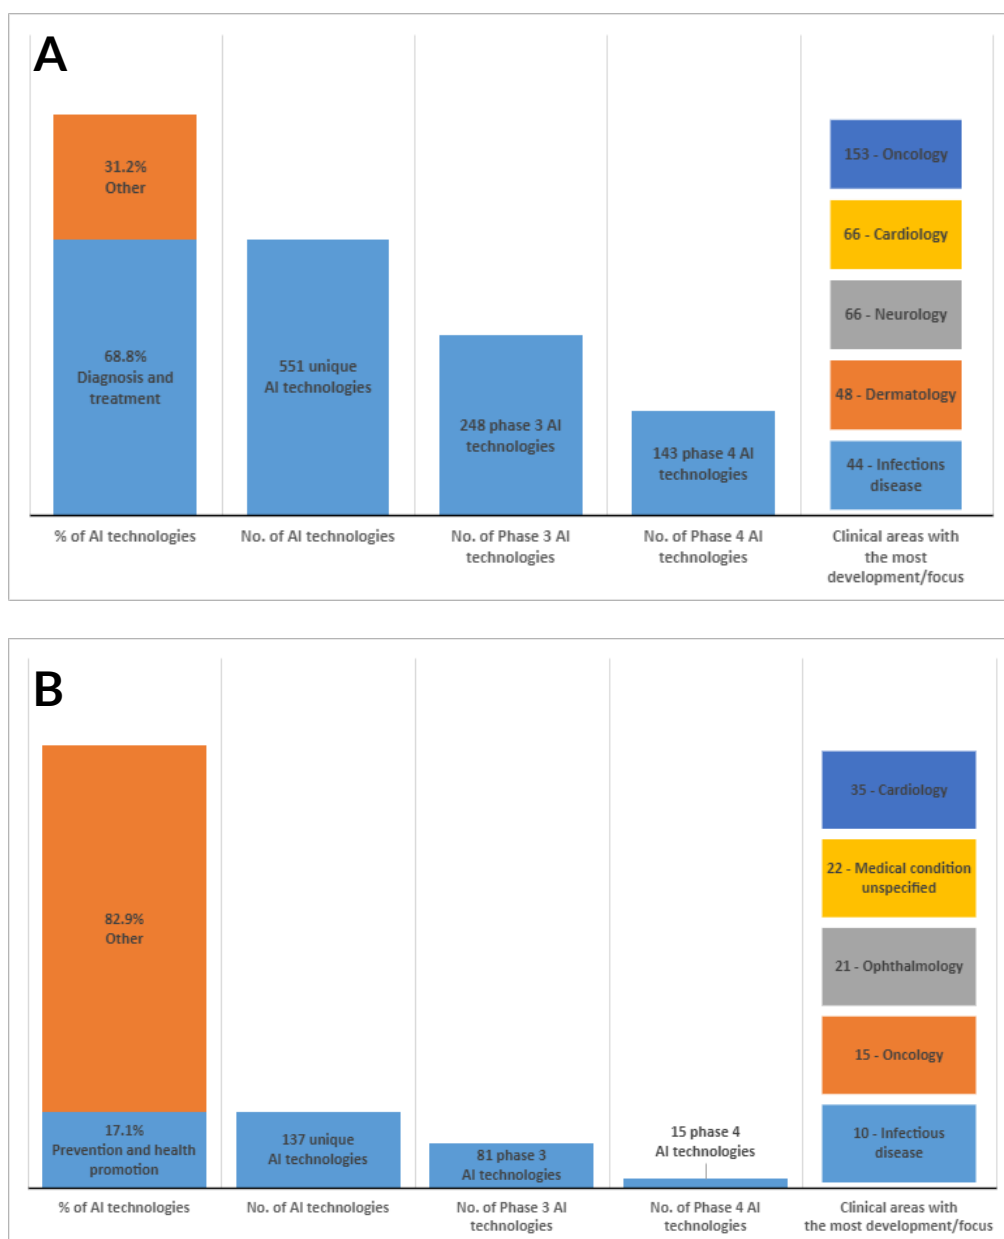 A
31.2%
Other
68.8%
Diagnosis and
treatment
551 unique
AI technologies
248 phase 3 AI
technologies
143 phase 4 AI
technologies
153 - Oncology
66 - Cardiology
66 - Neurology
48 - Dermatology
44 - Infections
disease
% of AI technologies
No. of AI technologies
No. of Phase 3 AI
technologies
No. of Phase 4 AI
technologies
Clinical areas with
the most
development/focus
B
82.9%
Other
17.1%
Prevention and health
promotion
137 unique
AI technologies
81 phase 3
AI technologies
15 phase 4
AI technologies
35 - Cardiology
22 - Medical condition
unspecified
21 - Ophthalmology
15 - Oncology
10 - Infectious
disease
% of AI technologies
No. of AI technologies
No. of Phase 3 AI
technologies
No. of Phase 4 AI
technologies
Clinical areas with
the most development/focus